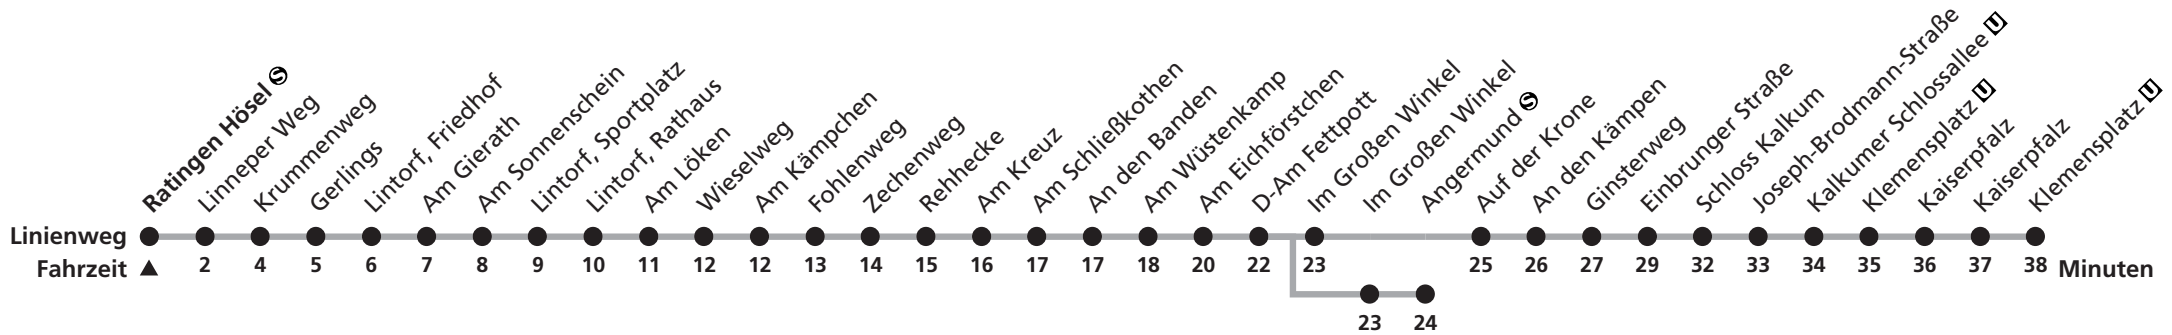 Ratingen Hösel S
Linneper Weg
Krummenweg
Gerlings
Lintorf, Friedhof
Am Gierath
Am Sonnenschein
Lintorf, Sportplatz
Lintorf, Rathaus
Am Löken
Wieselweg
Am Kämpchen
Fohlenweg
Zechenweg
Rehhecke
Am Kreuz
Am Schließkothen
An den Banden
Am Wüstenkamp
Am Eichförstchen
D-Am Fettpott
Im Großen Winkel
Im Großen Winkel
Angermund S
Auf der Krone
An den Kämpen
Ginsterweg
Einbrunger Straße
Schloss Kalkum
Joseph-Brodmann-Straße
Kalkumer Schlossallee U
Klemensplatz U
Kaiserpfalz
Kaiserpfalz
Klemensplatz U
Linienweg
Fahrzeit 2 4 5 6 7 8 9 10 11 12 12 13 14 15 16 17 17 18 20 22 23 25 26 27 29 32 33 34 35 36 37 38 Minuten
23 24